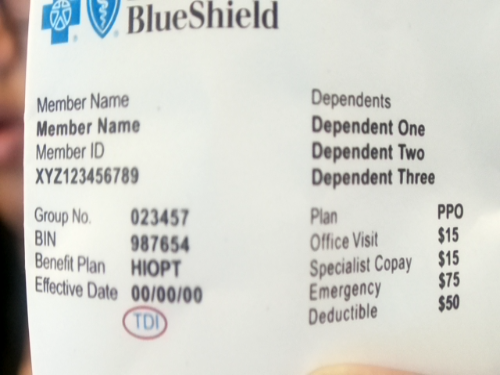 BlueShield
Member Name
Member Name
Member ID
XYZ123456789
Dependents
Dependent One
Dependent Two
Dependent Three
Group No. 023457
BIN 987654
Benefit Plan HIOPT
Effective Date 00/00/00
TDI
Plan PPO
Office Visit $15
Specialist Copay $15
Emergency $75
Deductible $50